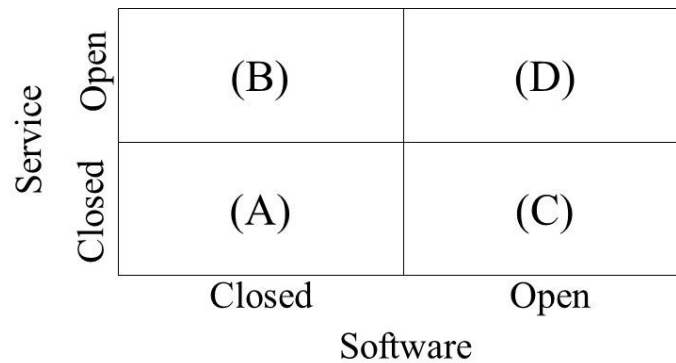 Service
Open
(B)
(D)
Closed
(A)
(C)
Closed
Open
Software